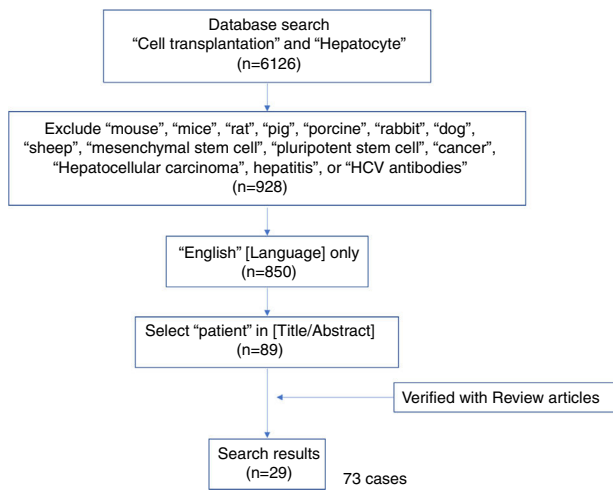 Database search
“Cell transplantation” and “Hepatocyte”
(n=6126)
Exclude “mouse”, “mice”, “rat”, “pig”, “porcine”, “rabbit”, “dog”,
“sheep”, “mesenchymal stem cell”, “pluripotent stem cell”, “cancer”,
“Hepatocellular carcinoma”, hepatitis”, or “HCV antibodies”
(n=928)
“English” [Language] only
(n=850)
Select “patient” in [Title/Abstract]
(n=89)
Verified with Review articles
Search results
(n=29)
73 cases